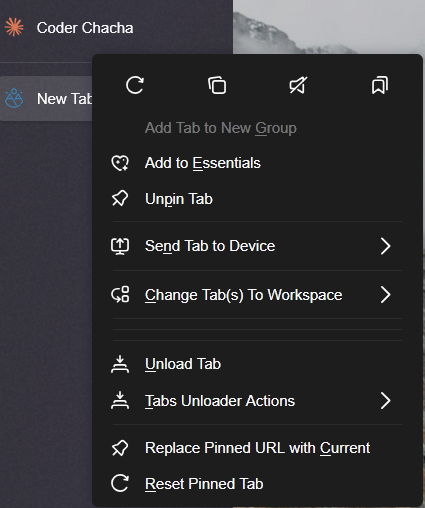 Coder Chacha
New Tab
Add Tab to New Group
Add to Essentials
Unpin Tab
Send Tab to Device
Change Tab(s) To Workspace
Unload Tab
Tabs Unloader Actions
Replace Pinned URL with Current
Reset Pinned Tab